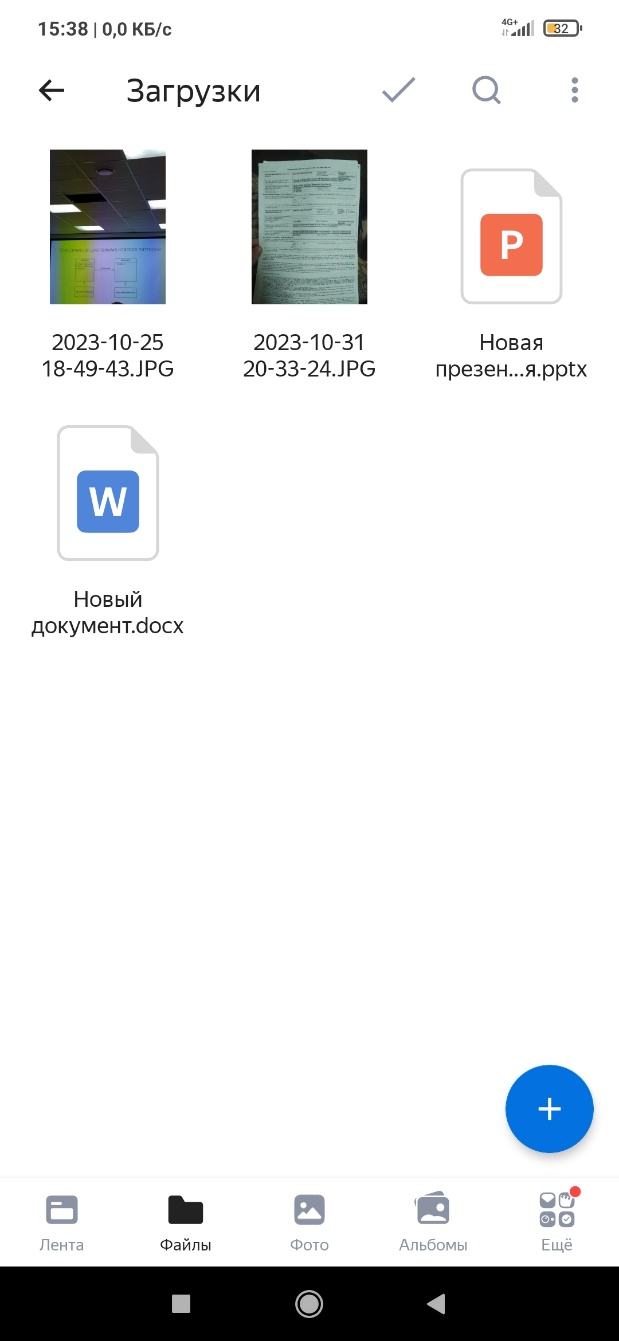 15:38 | 0,0 КБ/с
4G+
32
Загрузки
2023-10-25
18-49-43.JPG
2023-10-31
20-33-24.JPG
P
Новая
презен...я.pptx
W
Новый
документ.docx
Лента
Файлы
Фото
Альбомы
Ещё